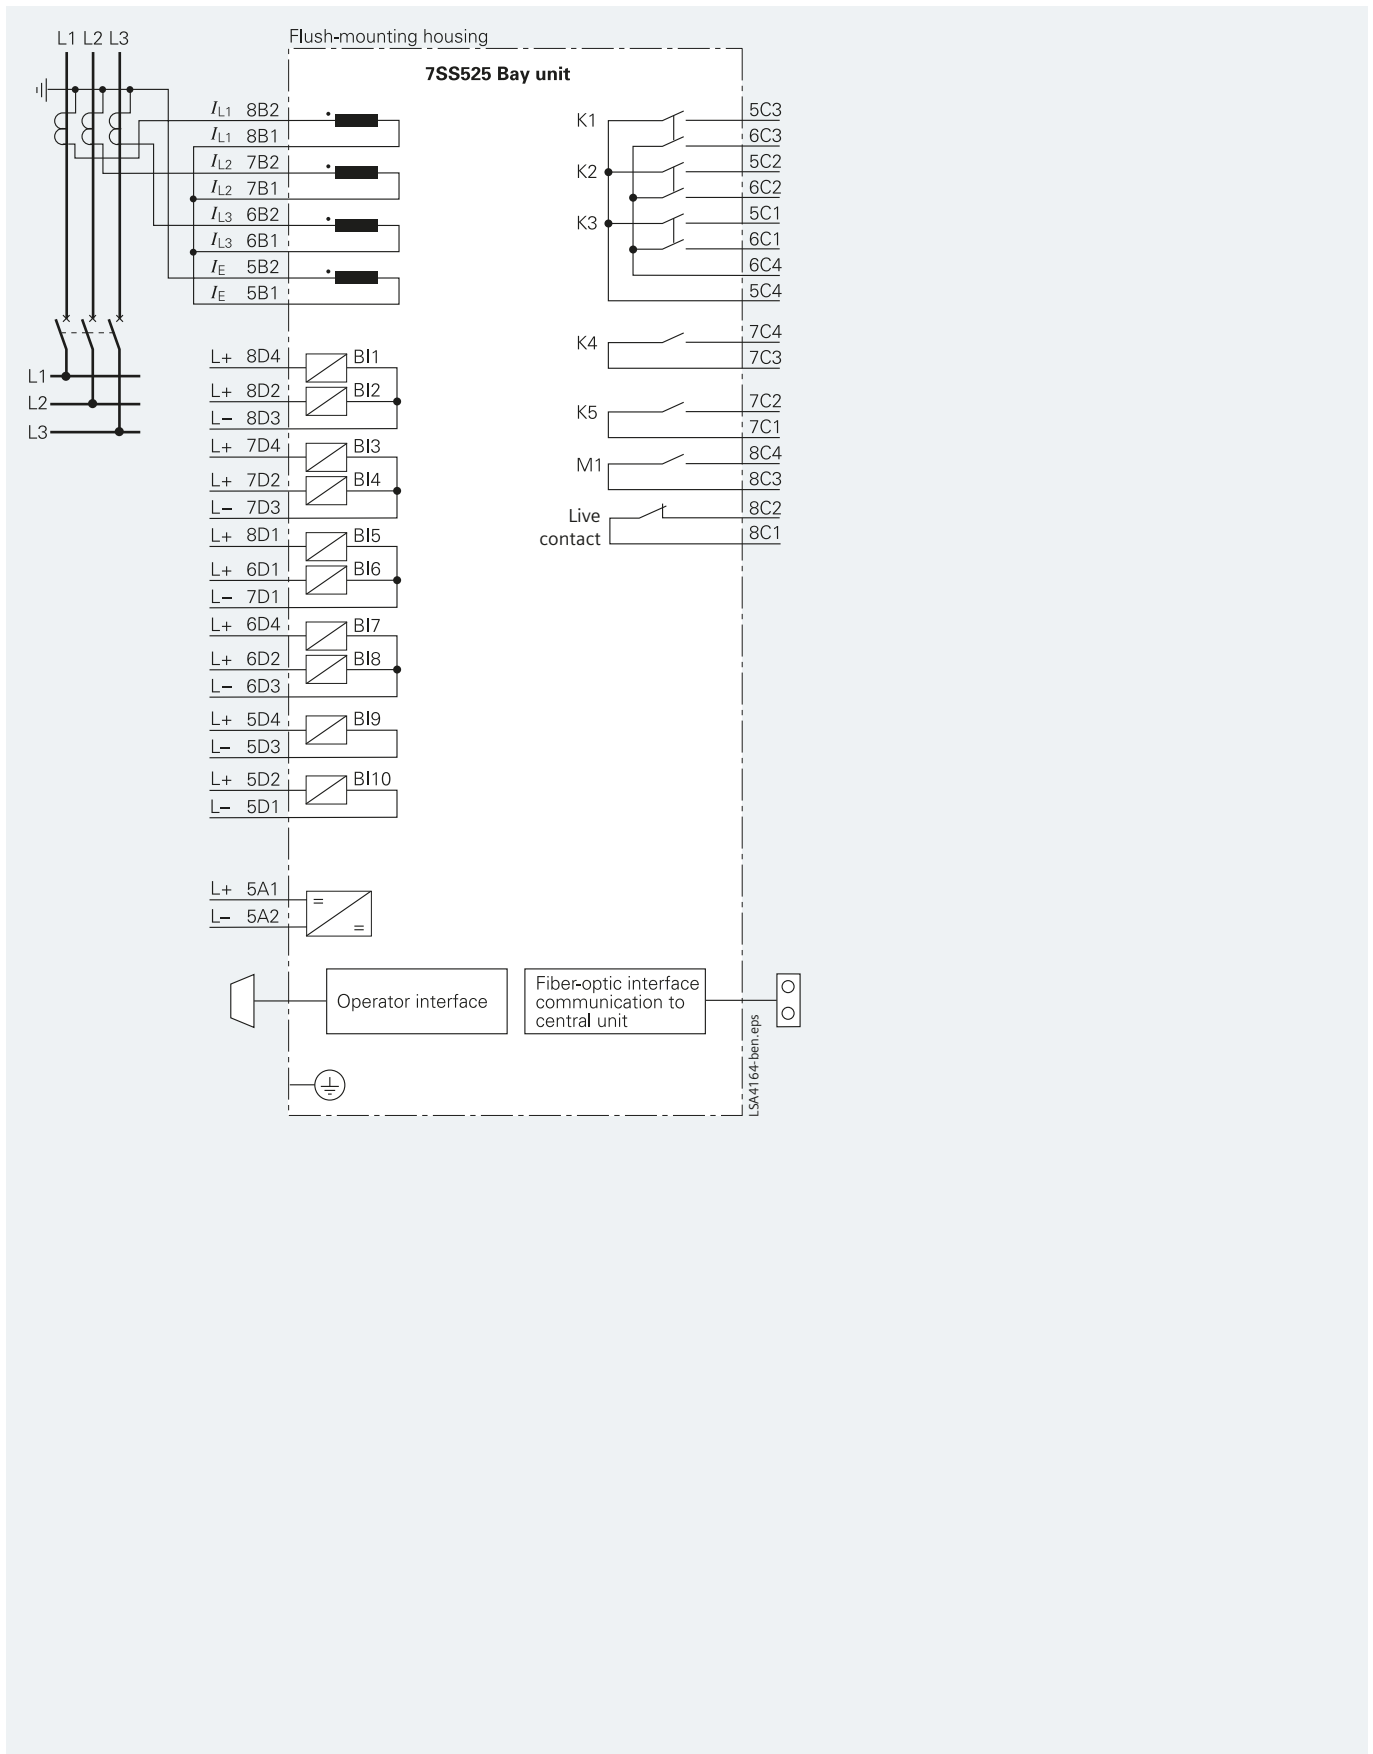 L1 L2 L3
Flush-mounting housing
7SS525 Bay unit
IL1 8B2
IL1 8B1
IL2 7B2
IL2 7B1
IL3 6B2
IL3 6B1
IE 5B2
IE 5B1
L1
L2
L3
L+ 8D4 BI1
L+ 8D2 BI2
L– 8D3
L+ 7D4 BI3
L+ 7D2 BI4
L– 7D3
L+ 8D1 BI5
L+ 6D1 BI6
L– 7D1
L+ 6D4 BI7
L+ 6D2 BI8
L– 6D3
L+ 5D4 BI9
L– 5D3
L+ 5D2 BI10
L– 5D1
L+ 5A1
L– 5A2
=
=
K1 5C3
6C3
K2 5C2
6C2
K3 5C1
6C1
6C4
5C4
K4 7C4
7C3
K5 7C2
7C1
M1 8C4
8C3
Live
contact
8C2
8C1
Operator interface
Fiber-optic interface
communication to
central unit
LSA4164-ben.eps